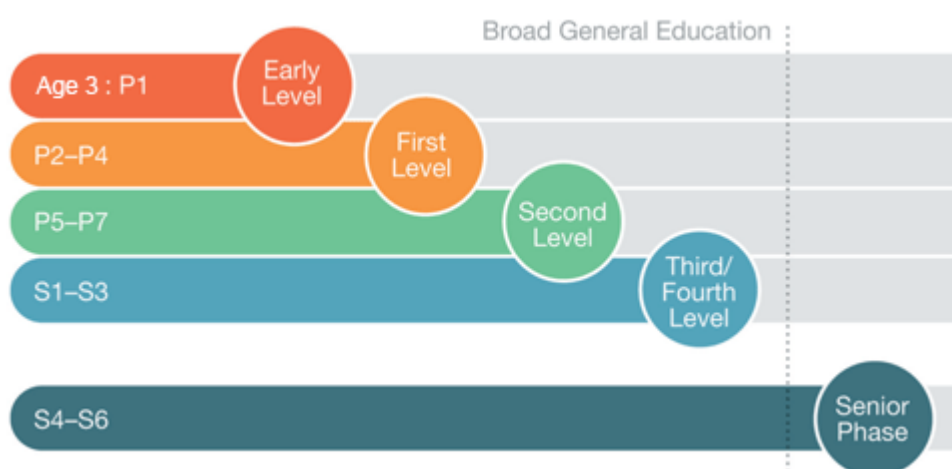 Broad General Education
Age 3 : P1
Early
Level
P2–P4
First
Level
P5–P7
Second
Level
S1–S3
Third/
Fourth
Level
S4–S6
Senior
Phase